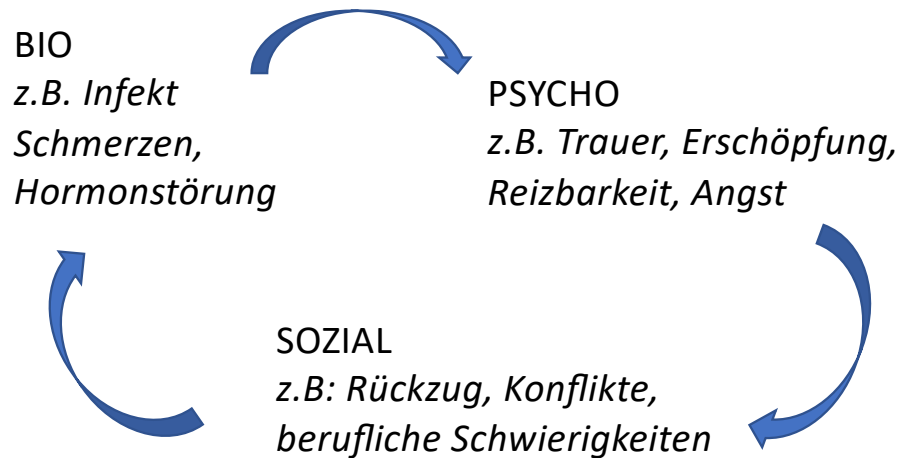 BIO
z.B. Infekt
Schmerzen,
Hormonstörung
PSYCHO
z.B. Trauer, Erschöpfung,
Reizbarkeit, Angst
SOZIAL
z.B: Rückzug, Konflikte,
berufliche Schwierigkeiten